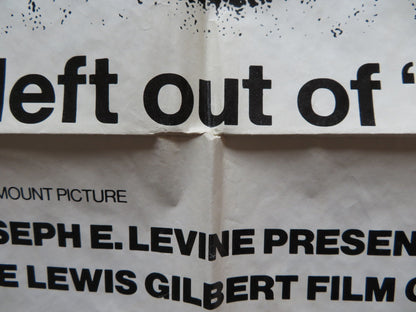 left out of "
MOUNT PICTURE
SEPH E. LEVINE PRESEN
E LEWIS GILBERT FILM